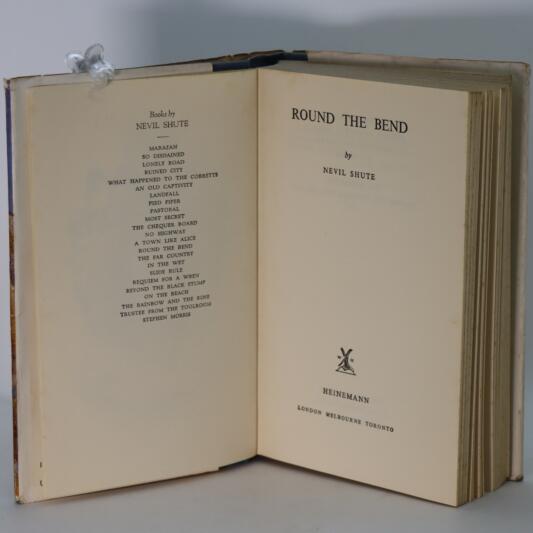 Books by
NEVIL SHUTE
MARAZAN
SO DISDAINED
LONELY ROAD
RUINED CITY
WHAT HAPPENED TO THE CORBETTS
AN OLD CAPTIVITY
LANDFALL
PIED PIPER
PASTORAL
MOST SECRET
THE CHEQUER BOARD
NO HIGHWAY
A TOWN LIKE ALICE
ROUND THE BEND
THE FAR COUNTRY
IN THE WET
SLIDE RULE
REQUIEM FOR A WREN
BEYOND THE BLACK STUMP
ON THE BEACH
THE RAINBOW AND THE ROSE
TRUSTEE FROM THE TOOLROOM
STEPHEN MORRIS
ROUND THE BEND
by
NEVIL SHUTE
HEINEMANN
LONDON MELBOURNE TORONTO